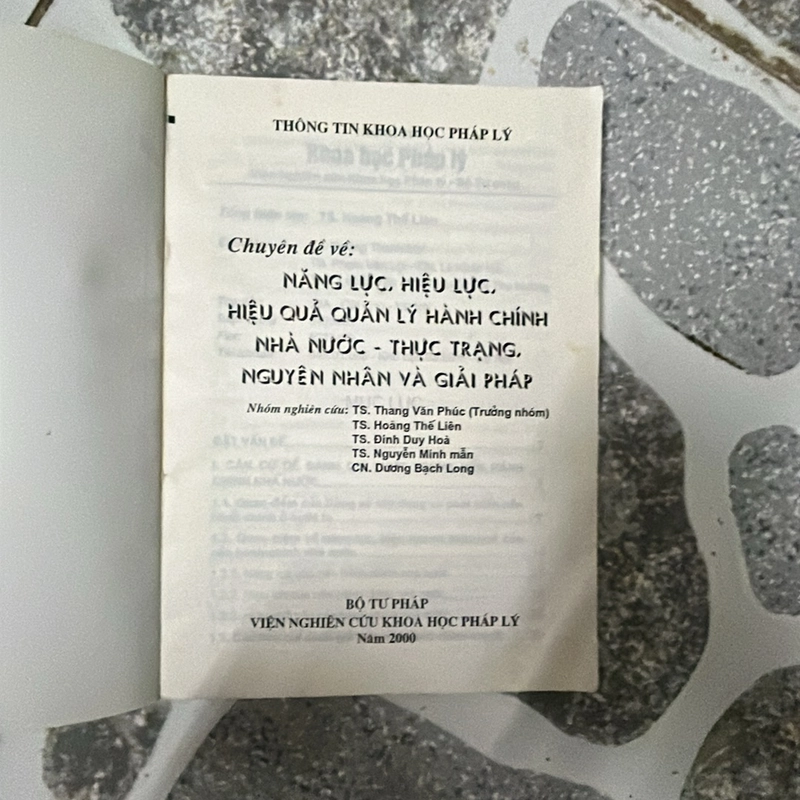 THÔNG TIN KHOA HỌC PHÁP LÝ
Chuyên đề về:
NĂNG LỰC, HIỆU LỰC,
HIỆU QUẢ QUẢN LÝ HÀNH CHÍNH
NHÀ NƯỚC - THỰC TRẠNG,
NGUYÊN NHÂN VÀ GIẢI PHÁP
Nhóm nghiên cứu: TS. Thang Văn Phúc (Trưởng nhóm)
TS. Hoàng Thế Liên
TS. Đinh Duy Hoà
TS. Nguyễn Minh mẫn
CN. Dương Bạch Long
BỘ TƯ PHÁP
VIỆN NGHIÊN CỨU KHOA HỌC PHÁP LÝ
Năm 2000